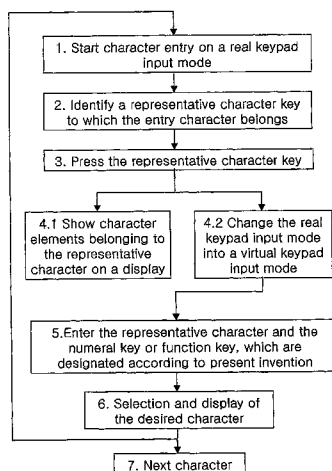 1. Start character entry on a real keypad
input mode
2. Identify a representative character key
to which the entry character belongs
3. Press the representative character key
4.1 Show character
elements belonging to
the representative
character on a display
4.2 Change the real
keypad input mode
into a virtual keypad
input mode
5.Enter the representative character and the
numeral key or function key, which are
designated according to present invention
6. Selection and display of
the desired character
7. Next character